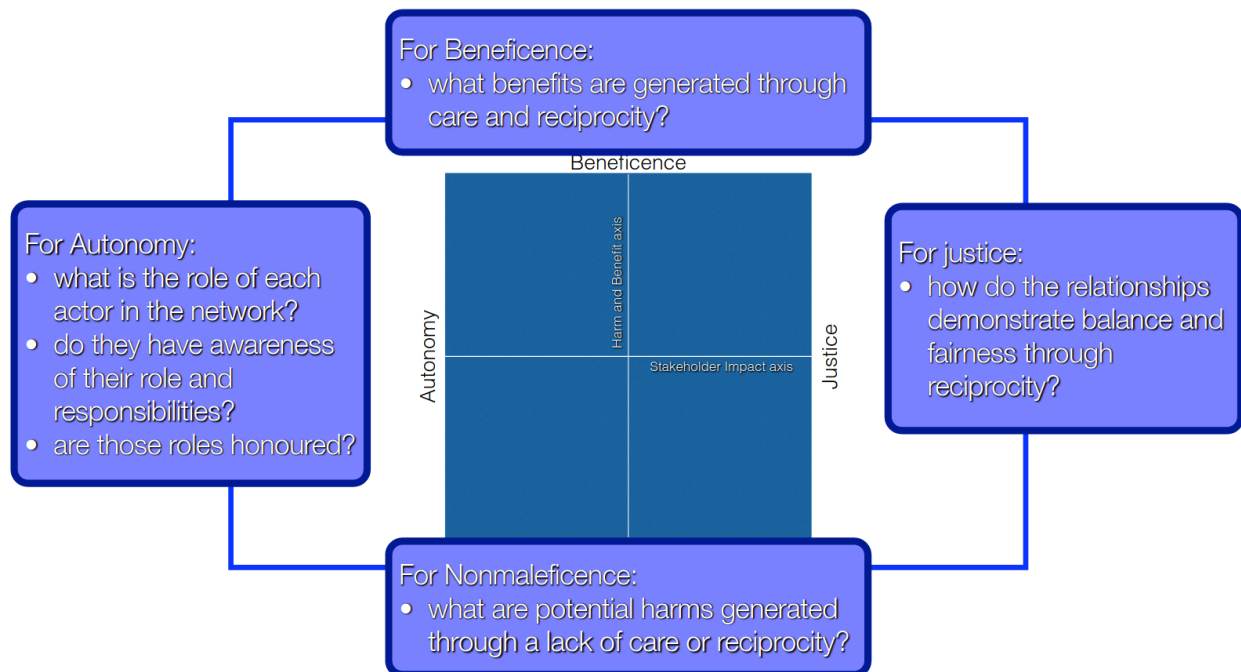 For Beneficence:
• what benefits are generated through
care and reciprocity?
Beneficence
For Autonomy:
• what is the role of each
actor in the network?
• do they have awareness
of their role and
responsibilities?
• are those roles honoured?
Autonomy
Harm and Benefit axis
Stakeholder Impact axis
Justice
For justice:
• how do the relationships
demonstrate balance and
fairness through
reciprocity?
For Nonmaleficence:
• what are potential harms generated
through a lack of care or reciprocity?